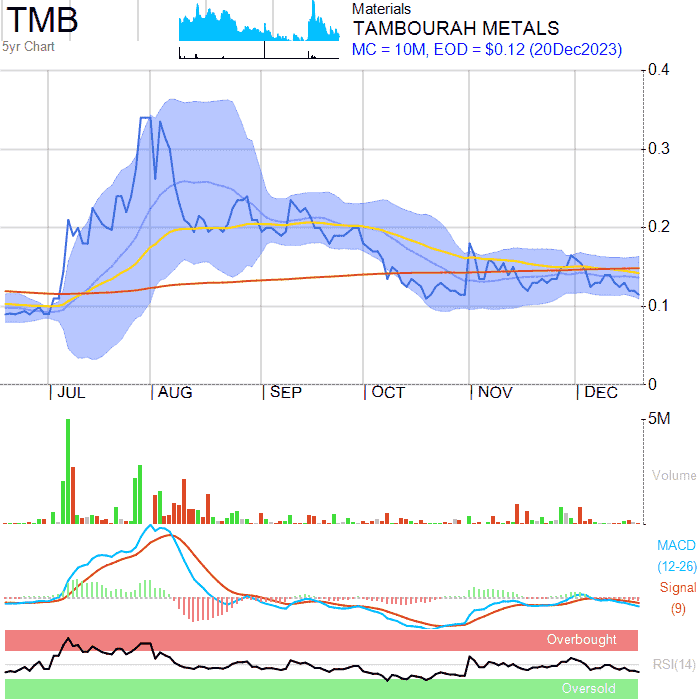 TMB
5yr Chart
Materials
TAMBOURAH METALS
MC = 10M, EOD = $0.12 (20Dec2023)
0.4
0.3
0.2
0.1
0
JUL AUG SEP OCT NOV DEC
5M
Volume
MACD
(12-26)
Signal
(9)
Overbought
RSI(14)
Oversold